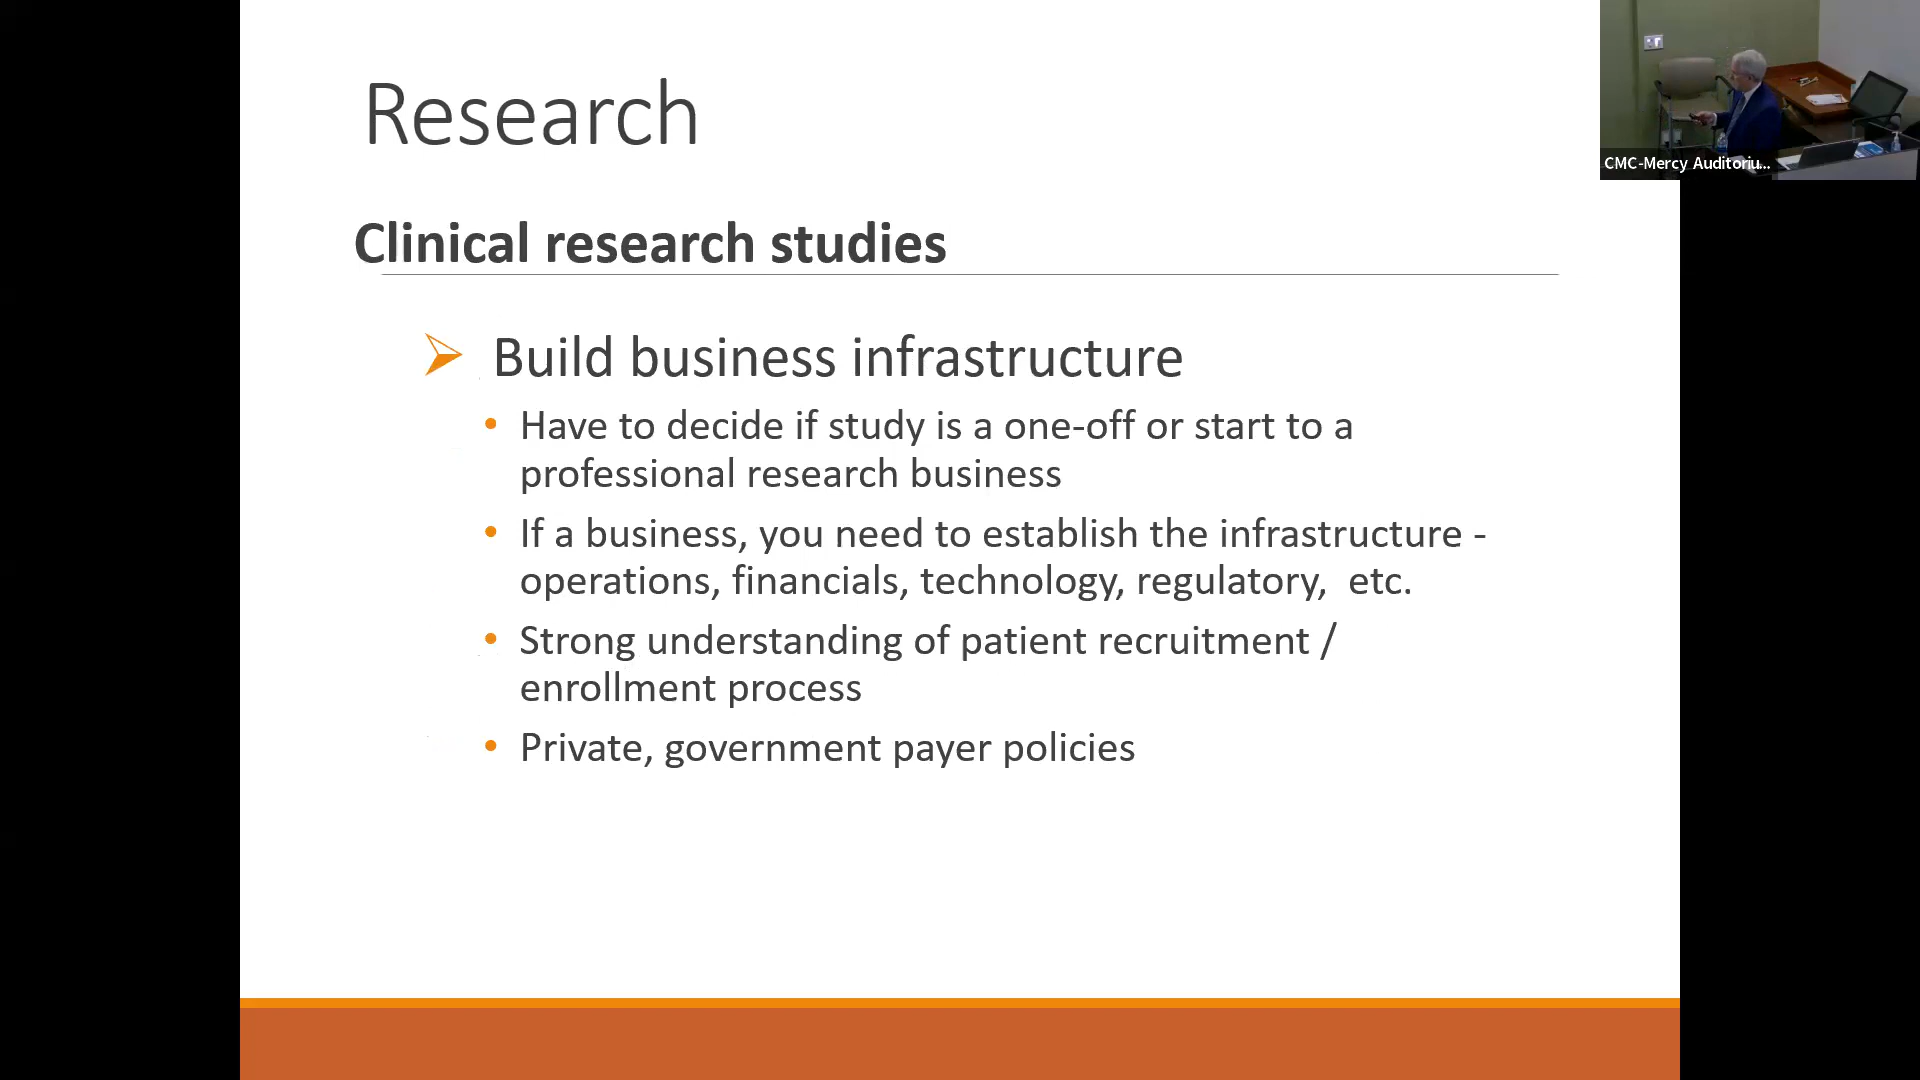 Research
Clinical research studies
Build business infrastructure
Have to decide if study is a one-off or start to a
professional research business
If a business, you need to establish the infrastructure -
operations, financials, technology, regulatory, etc.
Strong understanding of patient recruitment /
enrollment process
Private, government payer policies
CMC-Mercy Auditoriu...